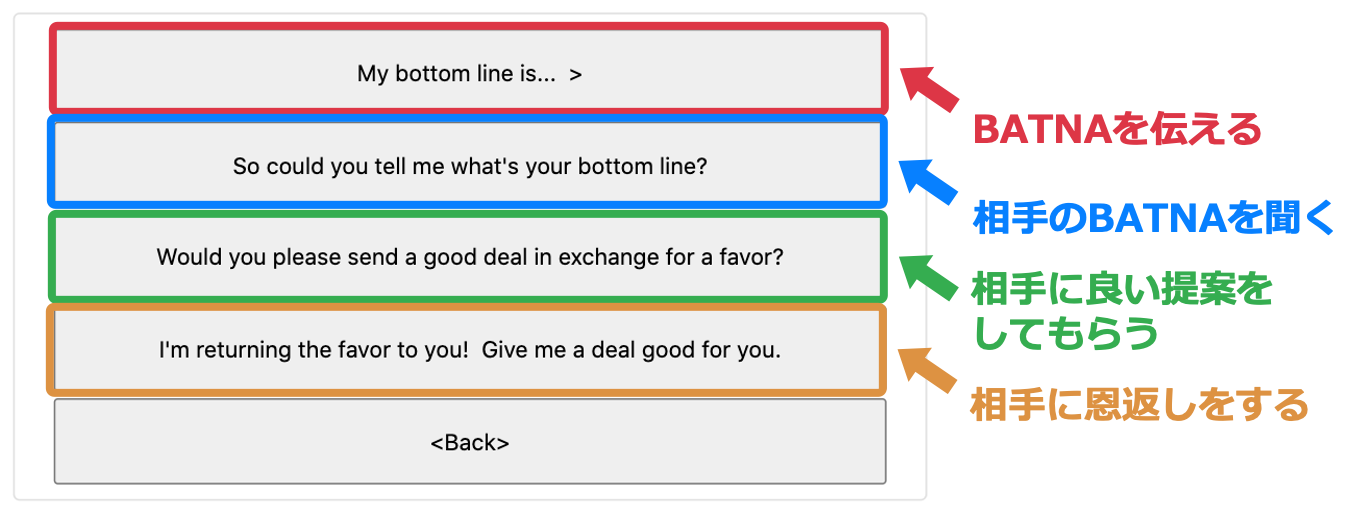 My bottom line is...  >
BATNAを伝える
So could you tell me what's your bottom line?
相手のBATNAを聞く
Would you please send a good deal in exchange for a favor?
相手に良い提案を
してもらう
I'm returning the favor to you!  Give me a deal good for you.
相手に恩返しをする
<Back>